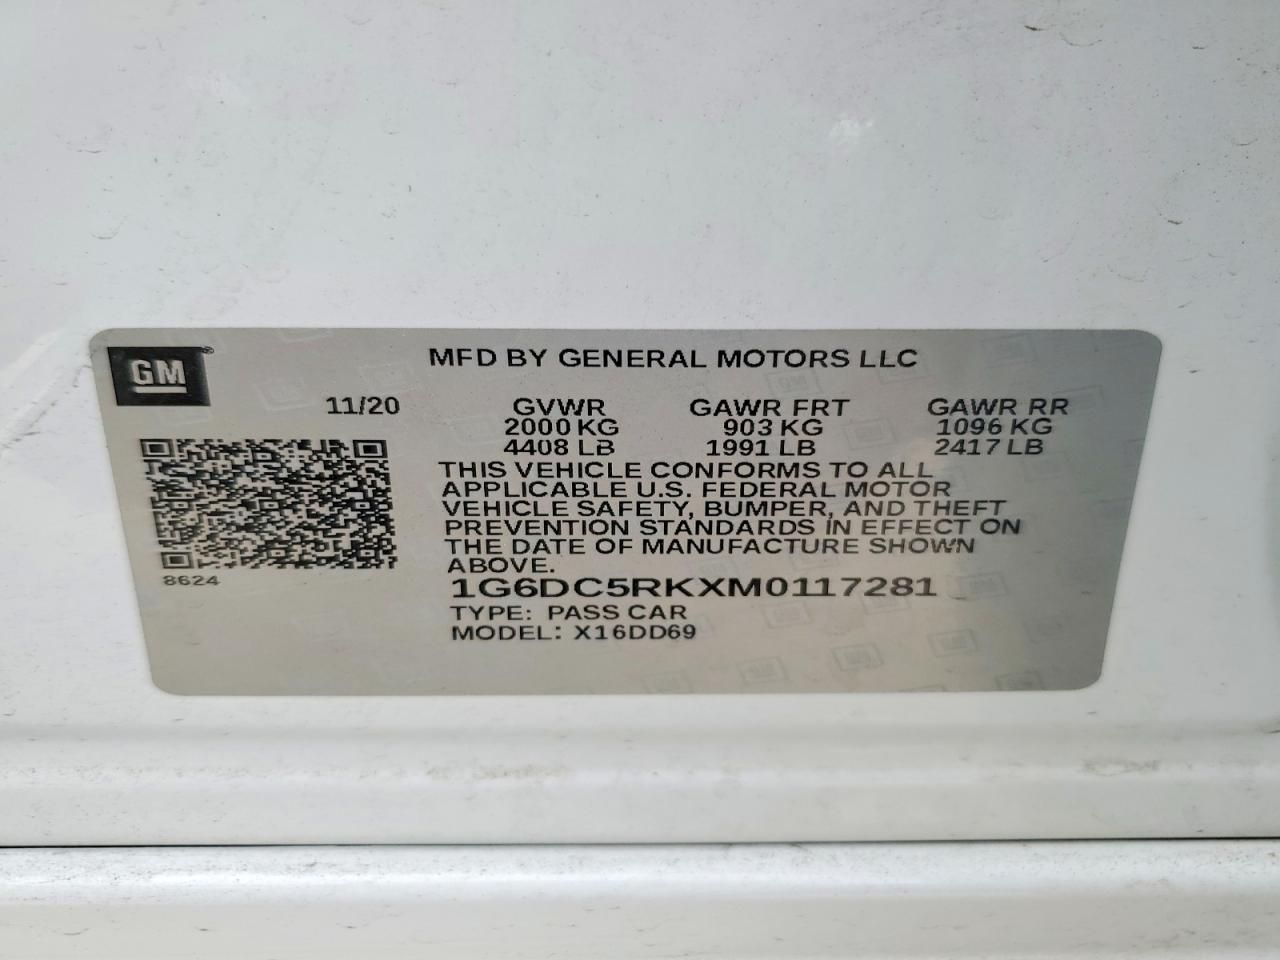 GM
MFD BY GENERAL MOTORS LLC
11/20
GVWR GAWR FRT GAWR RR
2000 KG 903 KG 1096 KG
4408 LB 1991 LB 2417 LB
THIS VEHICLE CONFORMS TO ALL
APPLICABLE U.S. FEDERAL MOTOR
VEHICLE SAFETY, BUMPER, AND THEFT
PREVENTION STANDARDS IN EFFECT ON
THE DATE OF MANUFACTURE SHOWN
ABOVE.
8624
1G6DC5RKXM0117281
TYPE: PASS CAR
MODEL: X16DD69